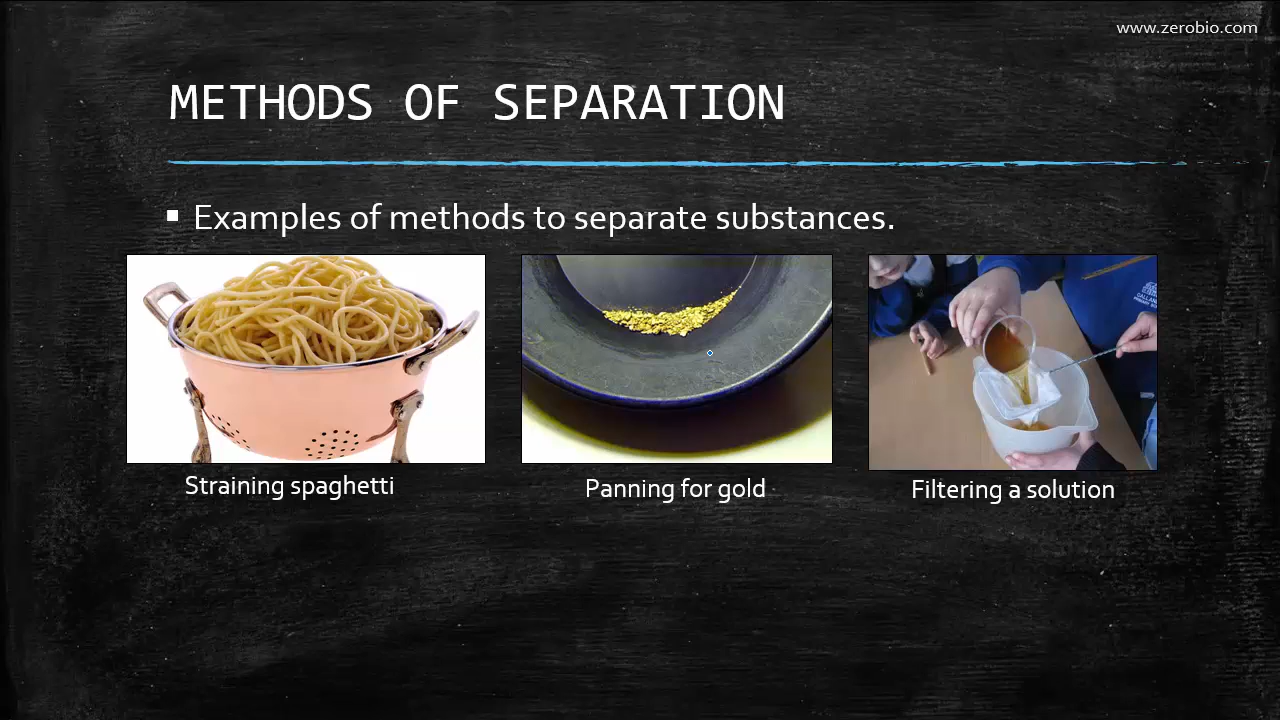 www.zerobio.com
METHODS OF SEPARATION
Examples of methods to separate substances.
Straining spaghetti
Panning for gold
Filtering a solution